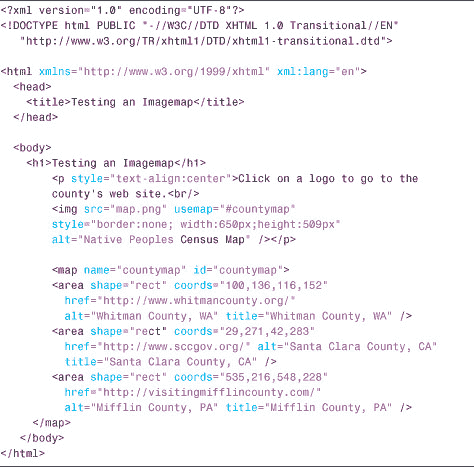 <?xml version="1.0" encoding="UTF-8"?>
<!DOCTYPE html PUBLIC "-//W3C//DTD XHTML 1.0 Transitional//EN"
"http://www.w3.org/TR/xhtml1/DTD/xhtml1-transitional.dtd">
<html xmlns="http://www.w3.org/1999/xhtml" xml:lang="en">
<head>
<title>Testing an Imagemap</title>
</head>
<body>
<h1>Testing an Imagemap</h1>
<p style="text-align:center">Click on a logo to go to the
county's web site.<br/>
<img src="map.png" usemap="#countymap"
style="border:none; width:650px;height:509px"
alt="Native Peoples Census Map" /></p>
<map name="countymap" id="countymap">
<area shape="rect" coords="100,136,116,152"
href="http://www.whitmancounty.org/"
alt="Whitman County, WA" title="Whitman County, WA" />
<area shape="rect" coords="29,271,42,283"
href="http://www.sccgov.org/" alt="Santa Clara County, CA"
title="Santa Clara County, CA" />
<area shape="rect" coords="535,216,548,228"
href="http://visitingmifflincounty.com/"
alt="Mifflin County, PA" title="Mifflin County, PA" />
</map>
</body>
</html>